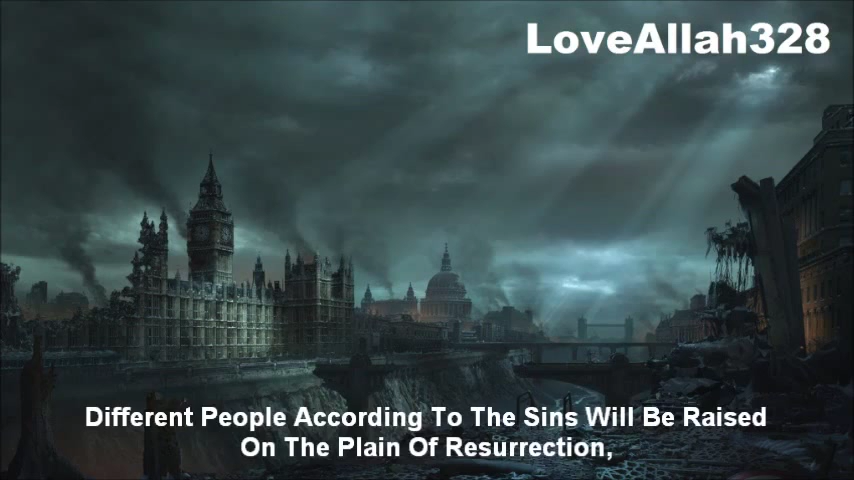 LoveAllah328
Different People According To The Sins Will Be Raised
On The Plain Of Resurrection,